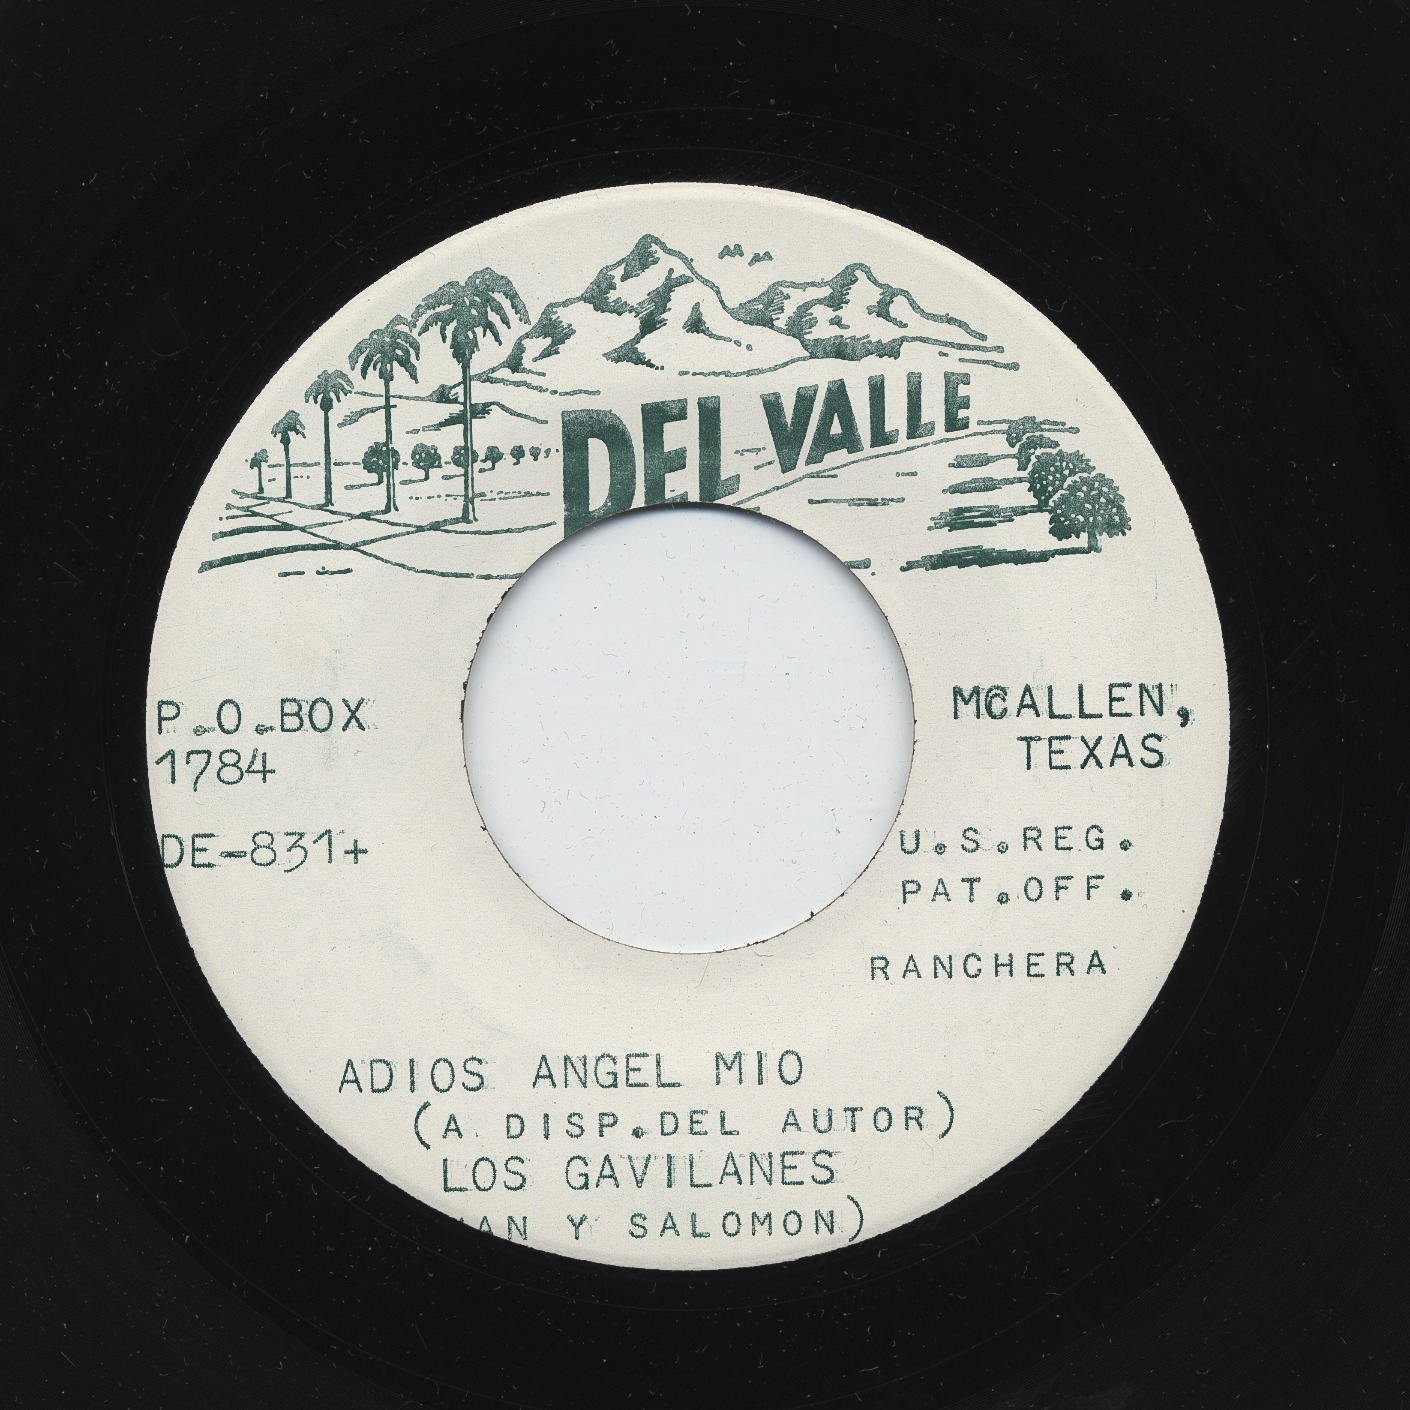 DEL VALLE
P.O.BOX
1784
DE-831+
MCALLEN,
TEXAS
U.S.REG.
PAT.OFF.
RANCHERA
ADIOS ANGEL MIO
(A DISP.DEL AUTOR)
LOS GAVILANES
Y SALOMON)